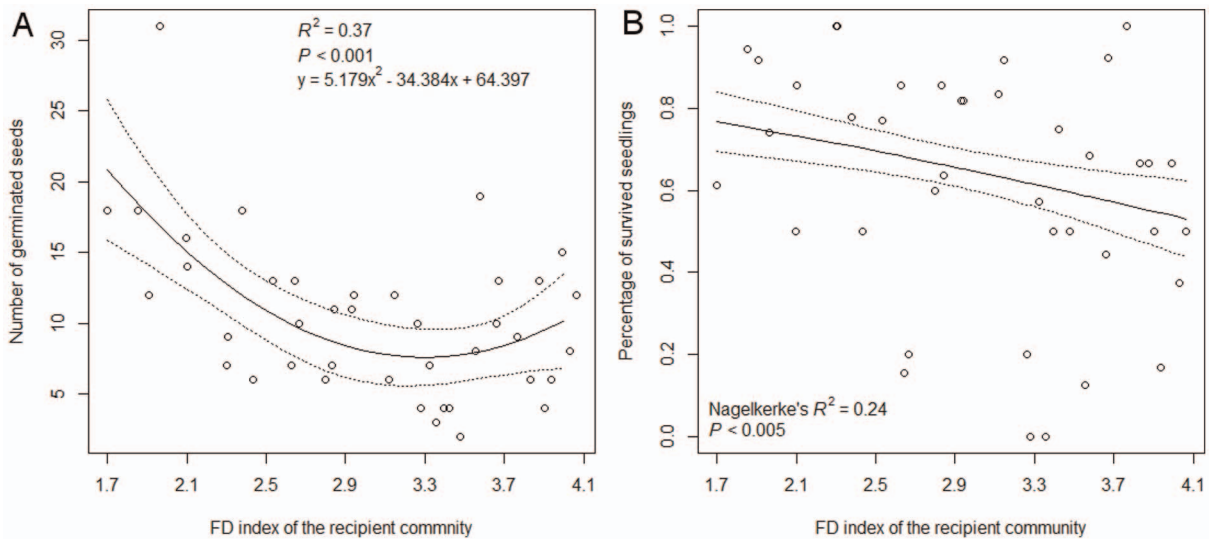 A
R² = 0.37
P < 0.001
y = 5.179x² - 34.384x + 64.397
Number of germinated seeds
30
25
20
15
10
5
1.7 2.1 2.5 2.9 3.3 3.7 4.1
FD index of the recipient commnity
B
Percentage of survived seedlings
1.0
0.8
0.6
0.4
0.2
0.0
Nagelkerke's R² = 0.24
P < 0.005
1.7 2.1 2.5 2.9 3.3 3.7 4.1
FD index of the recipient community